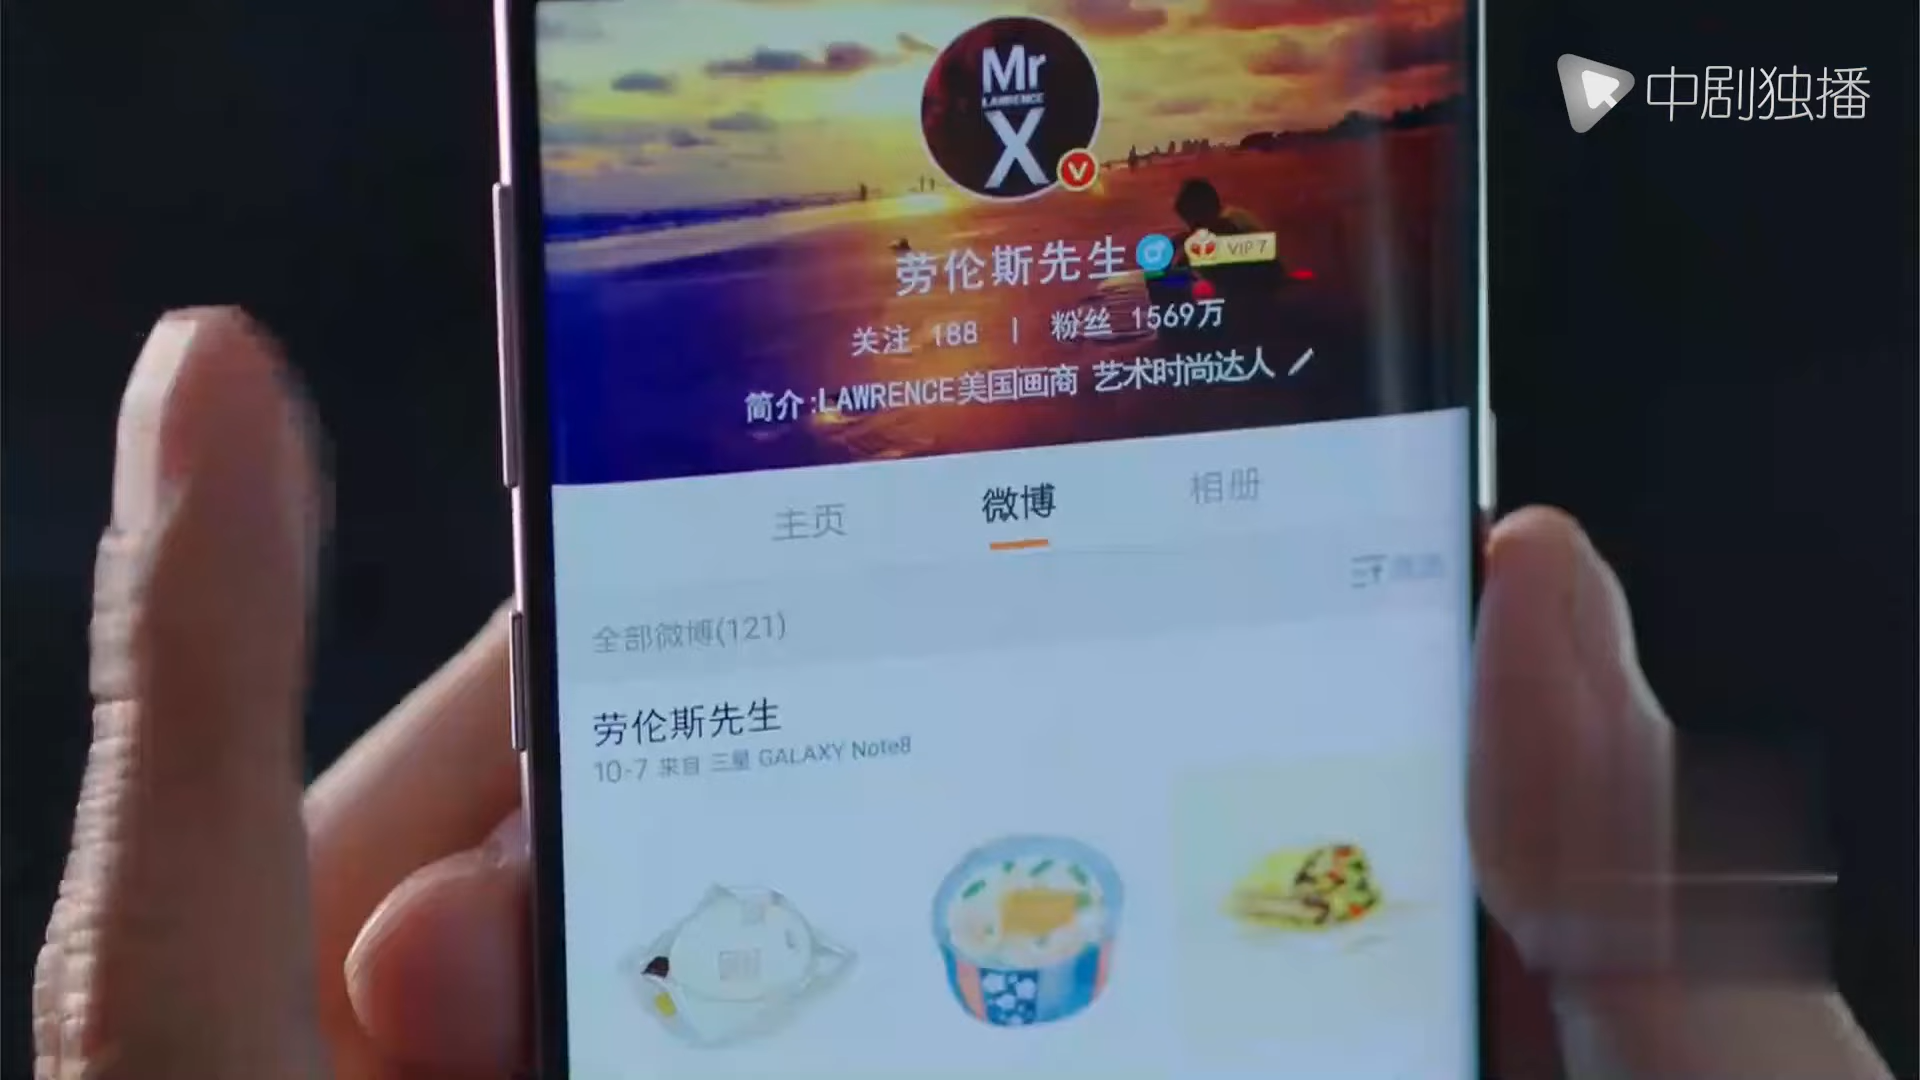 Mr
LAWRENCE
X
V
中剧独播
劳伦斯先生 VIP 7
关注 188 | 粉丝 1569万
简介:LAWRENCE美国画商 艺术时尚达人
主页 微博 相册
全部微博(121)
劳伦斯先生
10-7 来自 三星 GALAXY Note8